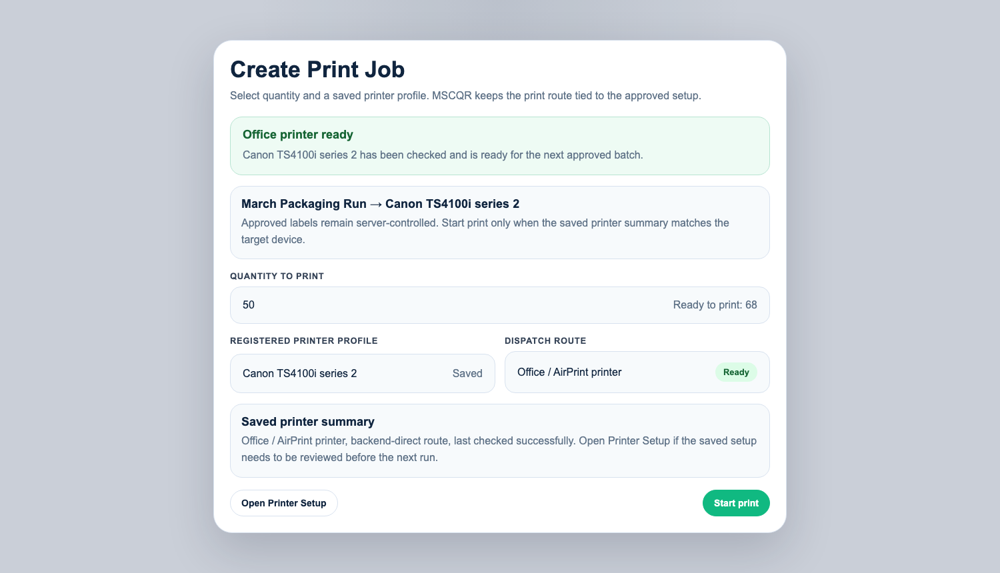 Create Print Job
Select quantity and a saved printer profile. MSCQR keeps the print route tied to the approved setup.
Office printer ready
Canon TS4100i series 2 has been checked and is ready for the next approved batch.
March Packaging Run → Canon TS4100i series 2
Approved labels remain server-controlled. Start print only when the saved printer summary matches the
target device.
QUANTITY TO PRINT
50 Ready to print: 68
REGISTERED PRINTER PROFILE
Canon TS4100i series 2 Saved
DISPATCH ROUTE
Office / AirPrint printer Ready
Saved printer summary
Office / AirPrint printer, backend-direct route, last checked successfully. Open Printer Setup if the saved setup
needs to be reviewed before the next run.
Open Printer Setup Start print